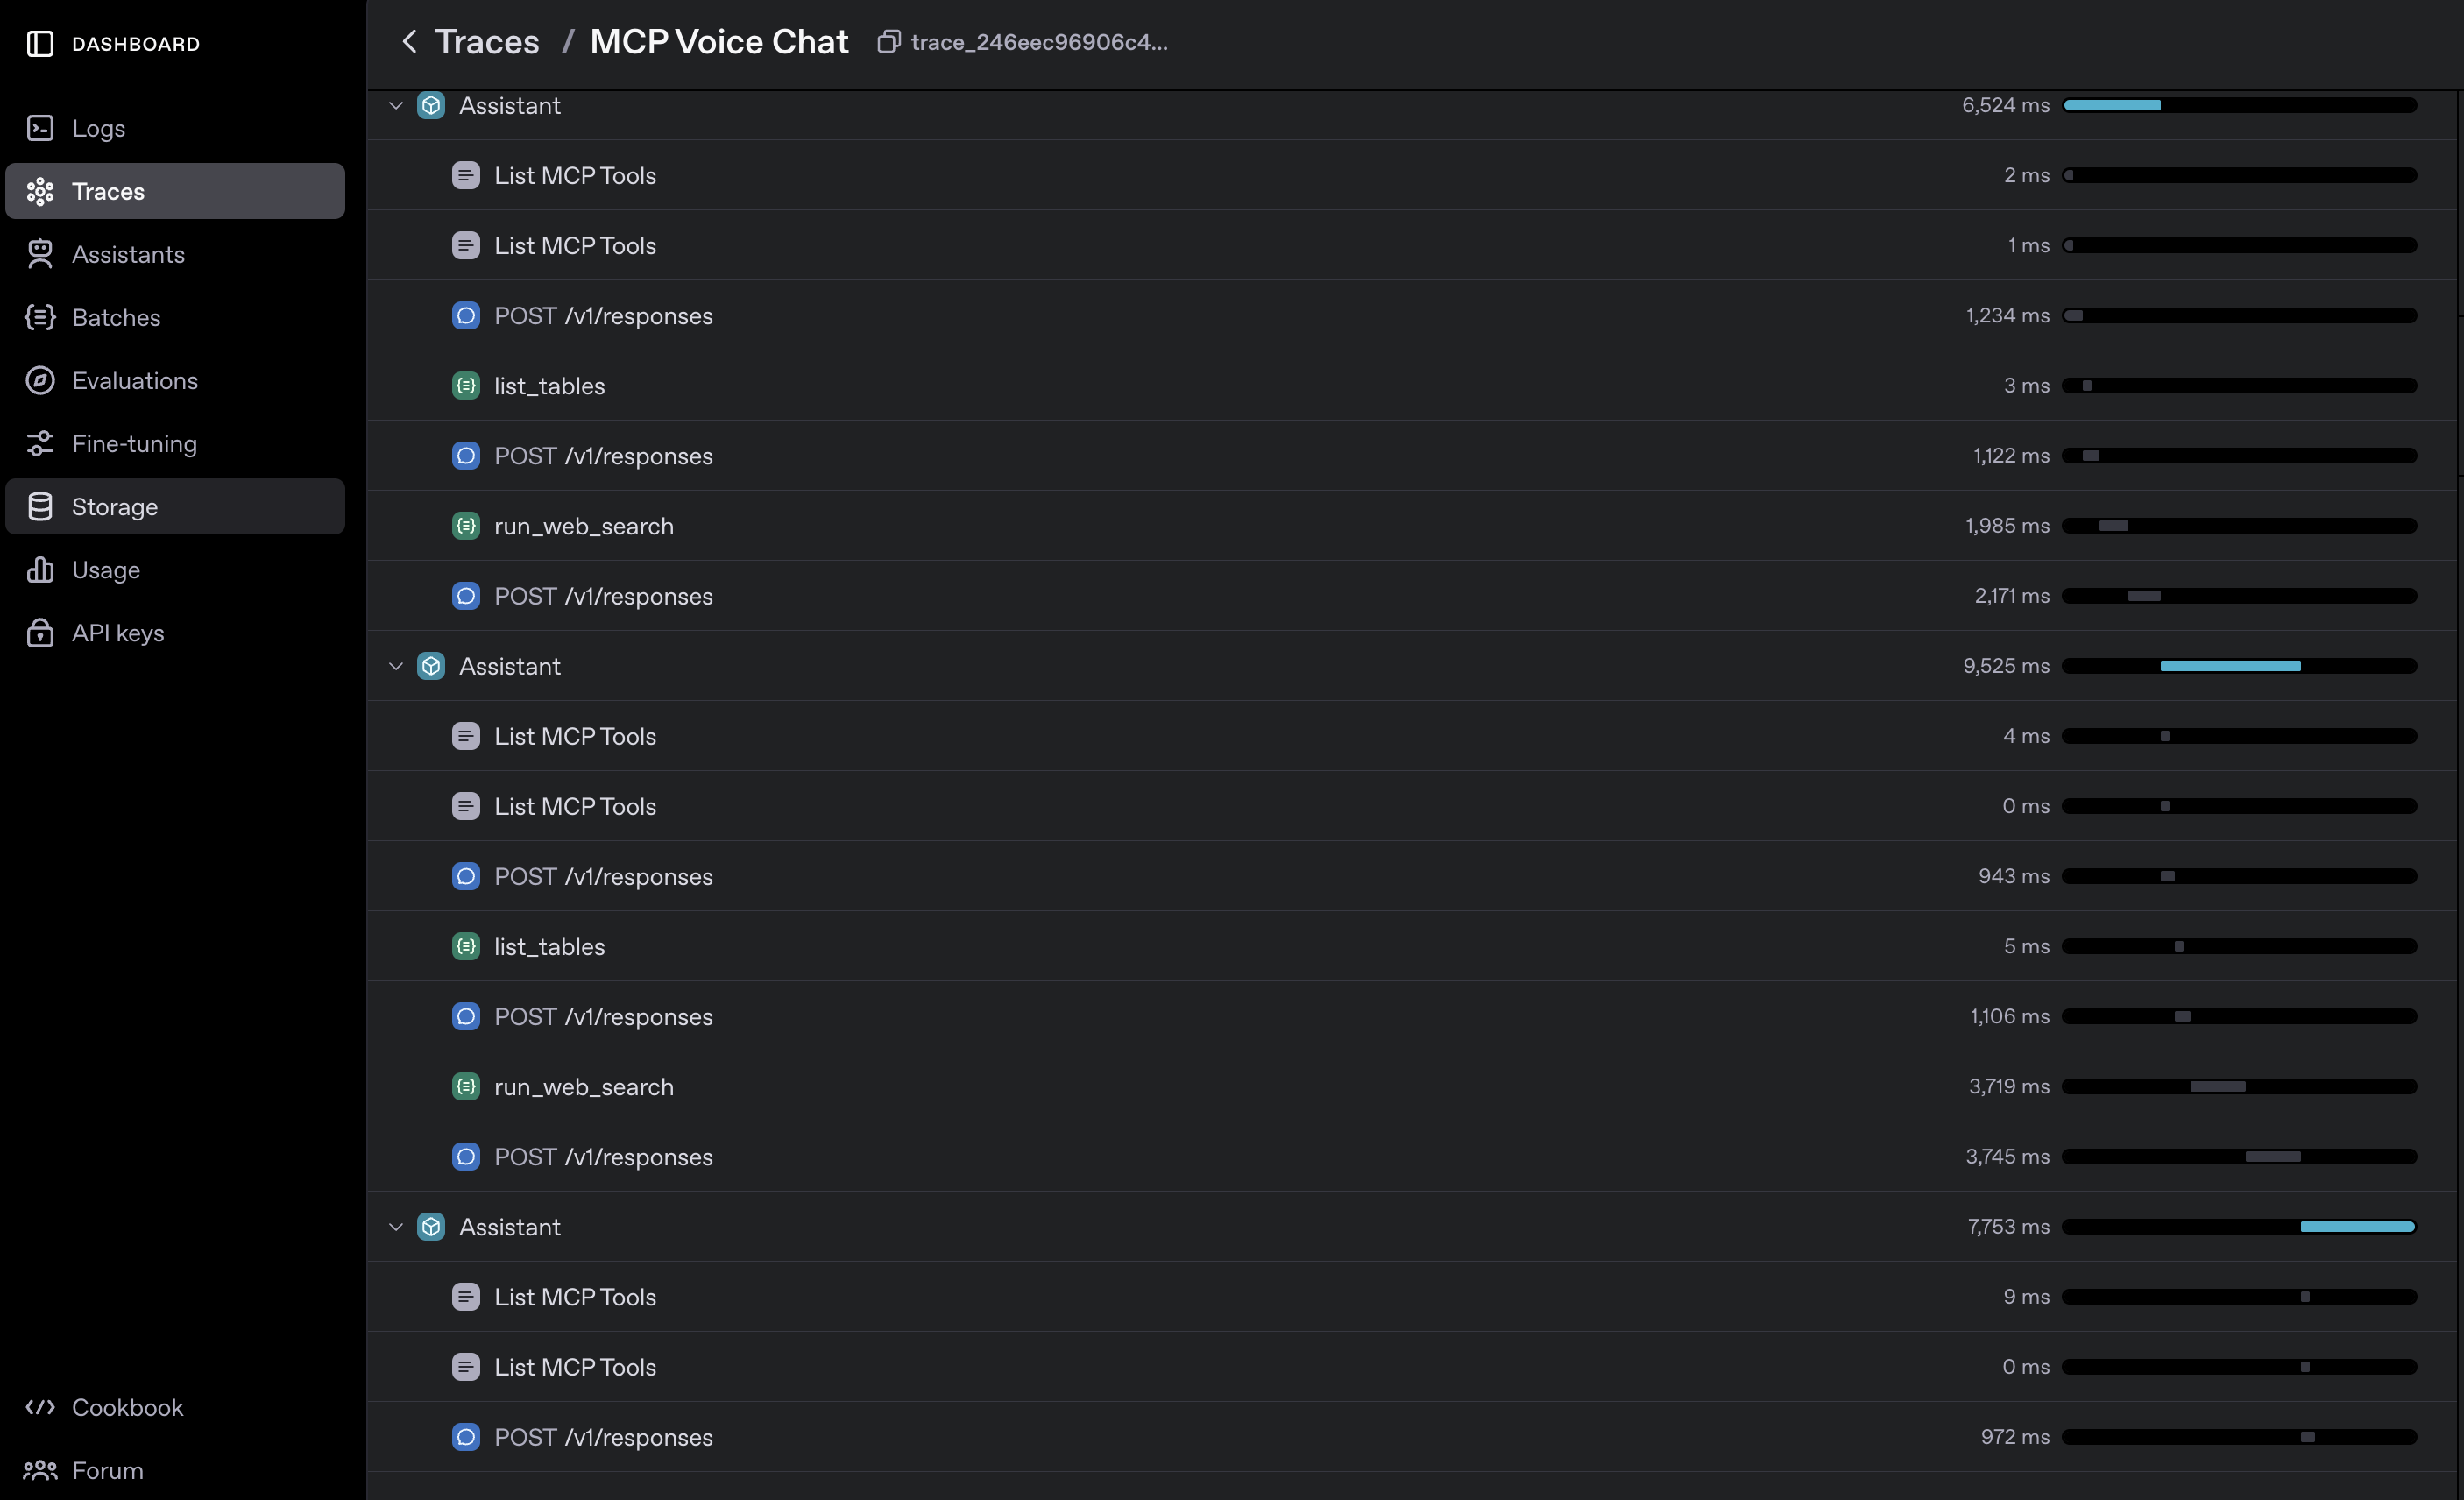 DASHBOARD
Logs
Traces
Assistants
Batches
Evaluations
Fine-tuning
Storage
Usage
API keys
Cookbook
Forum
Traces / MCP Voice Chat trace_246eec96906c4...
Assistant 6,524 ms
List MCP Tools 2 ms
List MCP Tools 1 ms
POST /v1/responses 1,234 ms
list_tables 3 ms
POST /v1/responses 1,122 ms
run_web_search 1,985 ms
POST /v1/responses 2,171 ms
Assistant 9,525 ms
List MCP Tools 4 ms
List MCP Tools 0 ms
POST /v1/responses 943 ms
list_tables 5 ms
POST /v1/responses 1,106 ms
run_web_search 3,719 ms
POST /v1/responses 3,745 ms
Assistant 7,753 ms
List MCP Tools 9 ms
List MCP Tools 0 ms
POST /v1/responses 972 ms